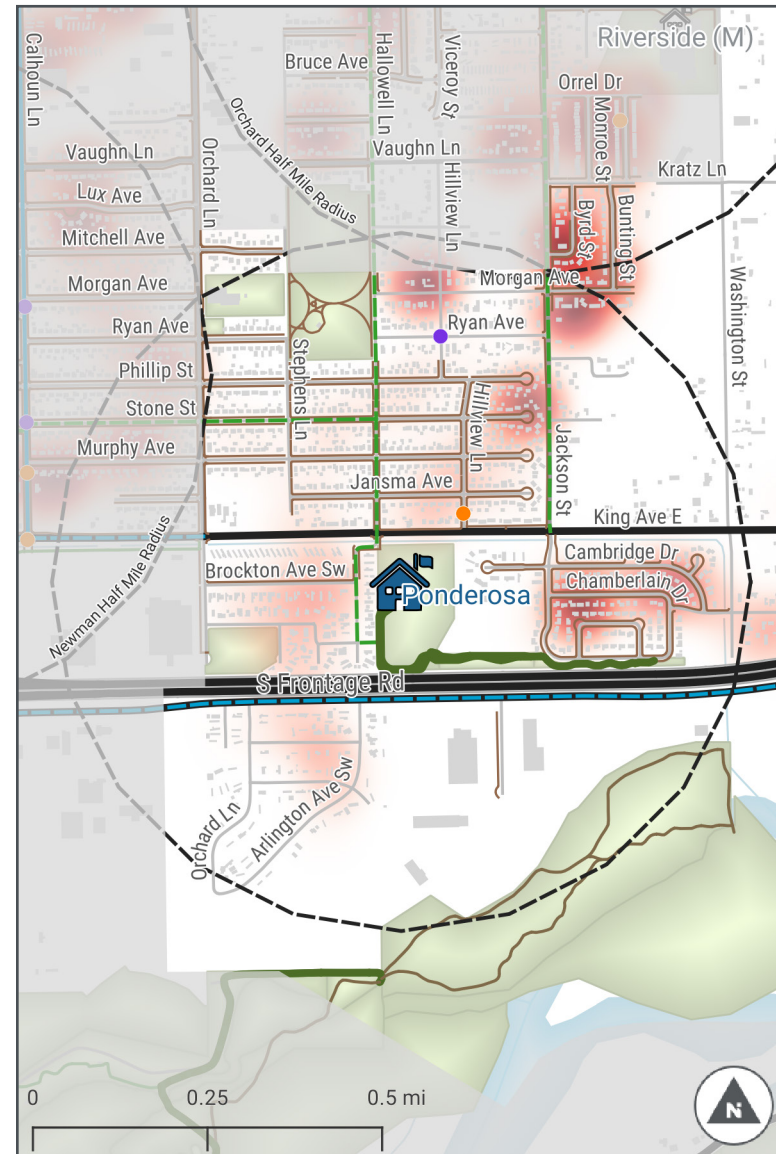 Calhoun Ln
Hallowell Ln
Viceroy St
Riverside (M)
Bruce Ave
Orrel Dr
Monroe St
Orchard Half Mile Radius
Orchard Ln
Vaughn Ln
Vaughn Ln
Hillview Ln
Kratz Ln
Lux Ave
Byrd St
Bunting St
Mitchell Ave
Morgan Ave
Morgan Ave
Washington St
Ryan Ave
Ryan Ave
Stephens Ln
Phillip St
Hillview Ln
Stone St
Jackson St
Murphy Ave
Jansma Ave
King Ave E
Newman Half Mile Radius
Brockton Ave Sw
Cambridge Dr
Chamberlain Dr
Ponderosa
S Frontage Rd
Orchard Ln
Arlington Ave Sw
0 0.25 0.5 mi
N